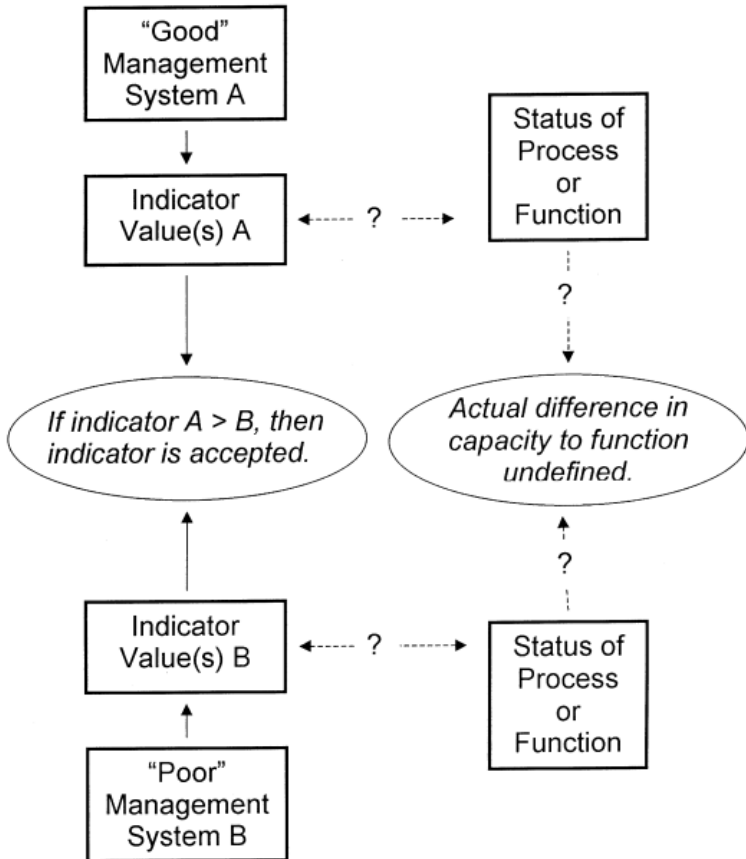 “Good”
Management
System A
Status of
Process
or
Function
Indicator
Value(s) A
?
?
If indicator A > B, then
indicator is accepted.
Actual difference in
capacity to function
undefined.
?
Indicator
Value(s) B
?
Status of
Process
or
Function
“Poor”
Management
System B